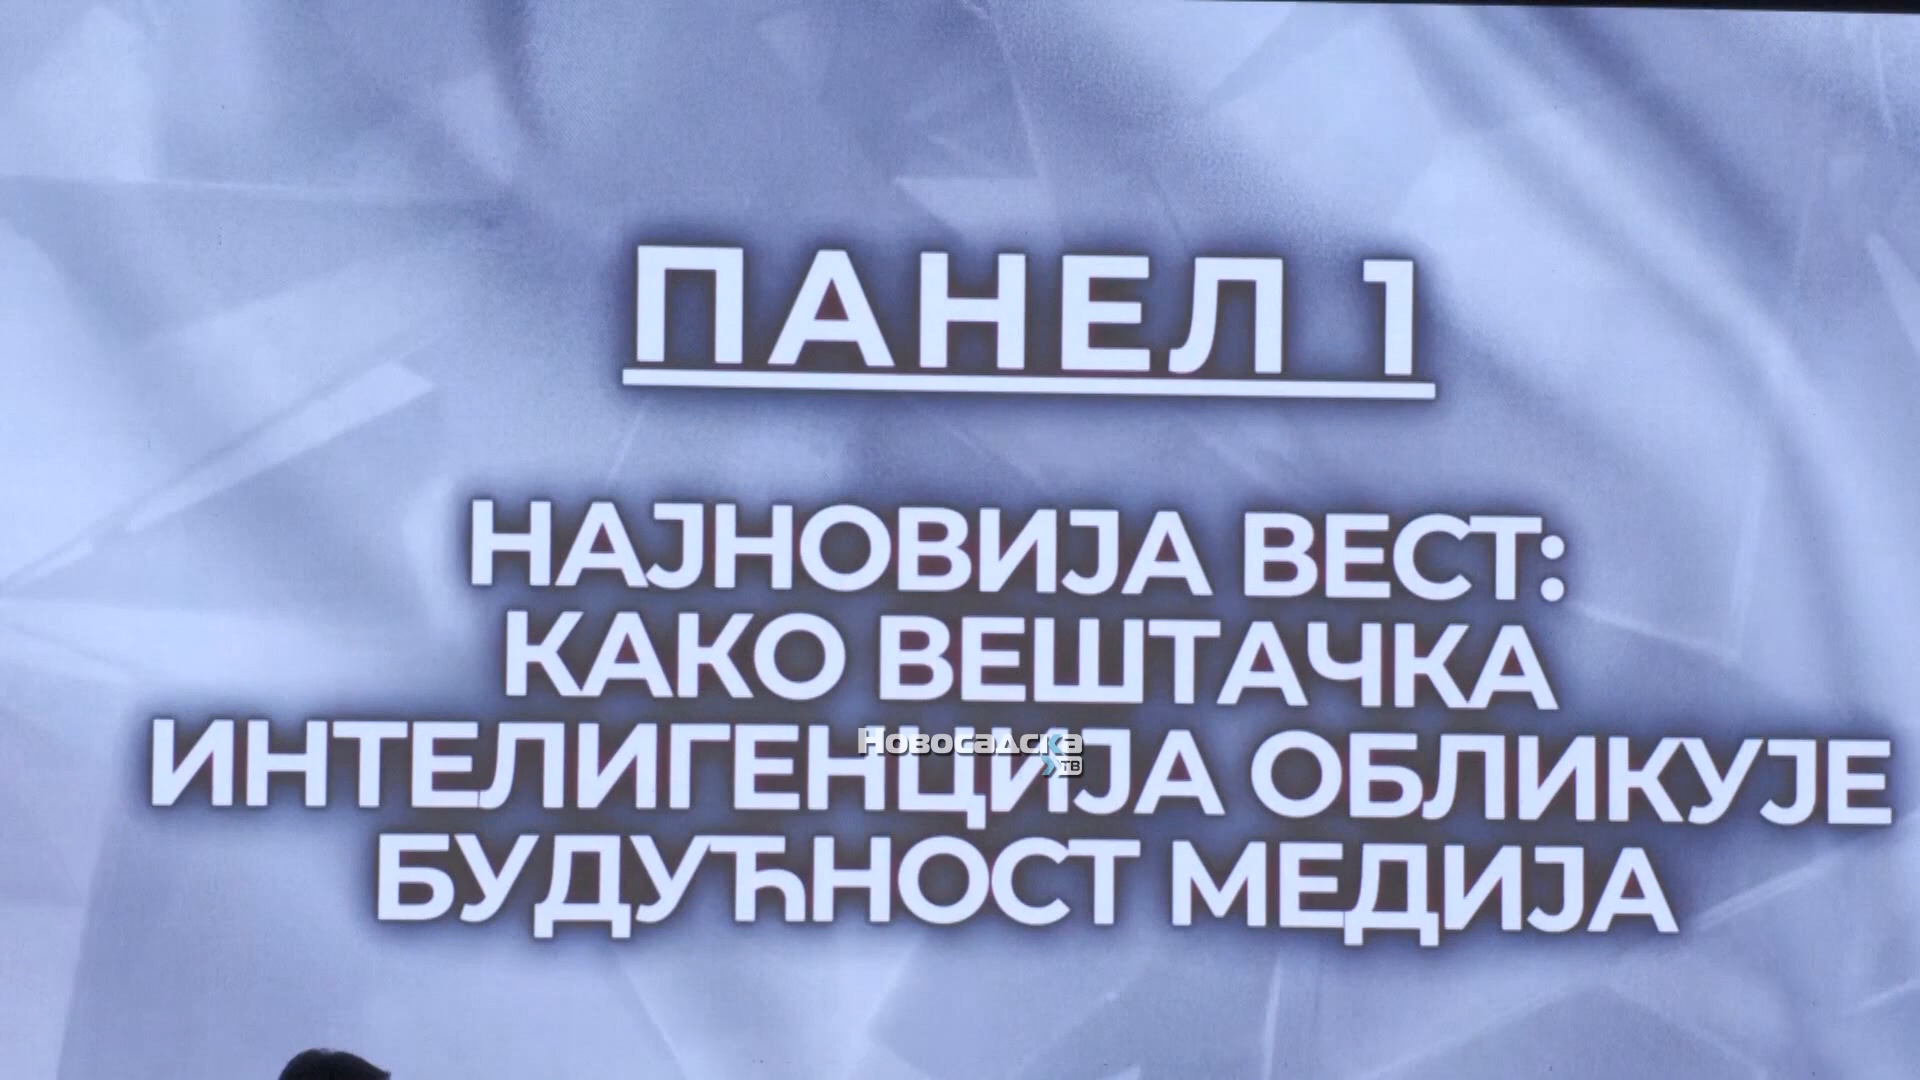 ПАНЕЛ 1
НАЈНОВИЈА ВЕСТ:
КАКО ВЕШТАЧКА
ИНТЕЛИГЕНЦИЈА ОБЛИКУЈЕ
Новосадска
ТВ
БУДУЋНОСТ МЕДИЈА